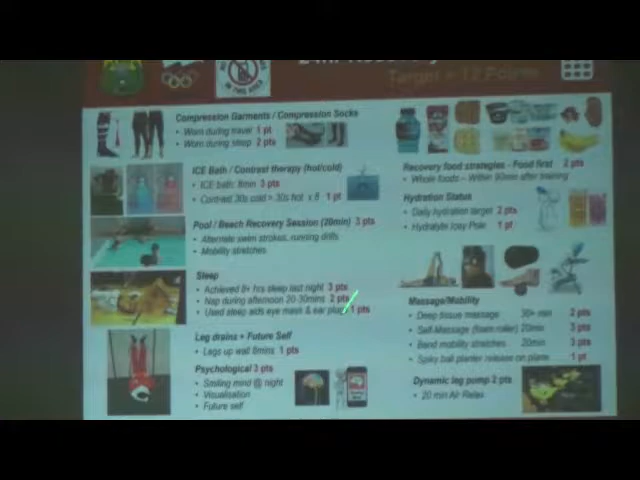 24hr Recovery
Target = 12 Points
IN THIS AREA
Compression Garments / Compression Socks
• Worn during travel 1 pt
• Worn during sleep 2 pts
ICE Bath / Contrast therapy (hot/cold)
• ICE bath: 8min 3 pts
• Contrast 30s cold > 30s hot x 8 1 pt
Pool / Beach Recovery Session (20min) 3 pts
• Alternate swim strokes, running drills
• Mobility stretches
Sleep
• Achieved 8+ hrs sleep last night 3 pts
• Nap during afternoon 20-30mins 2 pts
• Used sleep aids eye mask & ear plugs 1 pts
Leg drains + Future Self
• Legs up wall 8mins 1 pts
Psychological 3 pts
• Smiling mind @ night
• Visualisation
• Future self
Recovery food strategies - Food first 2 pts
• Whole foods – Within 90min after training
Hydration Status
• Daily hydration target 2 pts
• Hydralyte Icey Pole 1 pt
Massage/Mobility
• Deep tissue massage 30+ min 2 pts
• Self-Massage (foam roller) 20min 3 pts
• Band mobility stretches 20min 3 pts
• Spiky ball planter release on plane 1 pt
Dynamic leg pump 2 pts
• 20 min Air Relax